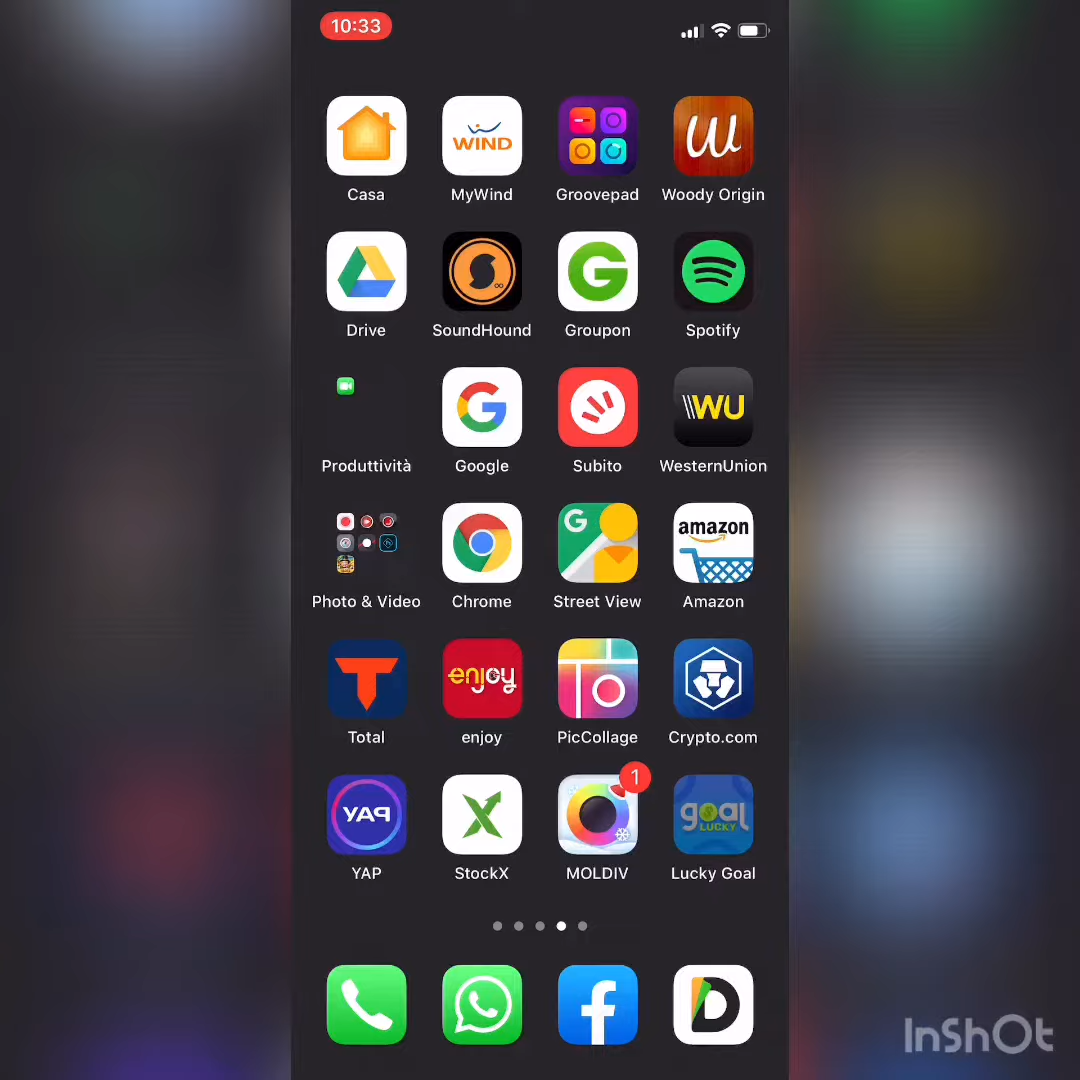 10:33
WIND
W
Casa
MyWind
Groovepad
Woody Origin
G
Drive
SoundHound
Groupon
Spotify
G
WU
Produttività
Google
Subito
WesternUnion
G
amazon
Photo & Video
Chrome
Street View
Amazon
T
enjoy
Total
enjoy
PicCollage
Crypto.com
1
YAP
X
goal
LUCKY
YAP
StockX
MOLDIV
Lucky Goal
f
D
InShOt